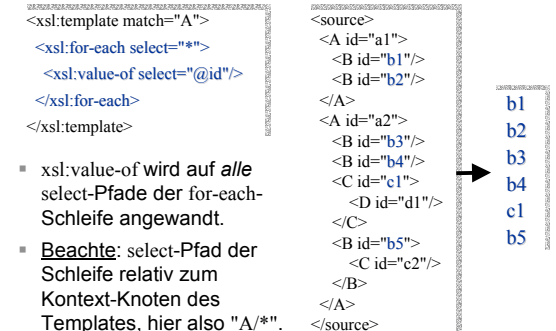 <xsl:template match="A">
<xsl:for-each select="*">
<xsl:value-of select="@id"/>
</xsl:for-each>
</xsl:template>
▪ xsl:value-of wird auf alle
select-Pfade der for-each-
Schleife angewandt.
▪ Beachte: select-Pfad der
Schleife relativ zum
Kontext-Knoten des
Templates, hier also "A/*".
<source>
<A id="a1">
<B id="b1"/>
<B id="b2"/>
</A>
<A id="a2">
<B id="b3"/>
<B id="b4"/>
<C id="c1">
<D id="d1"/>
</C>
<B id="b5">
<C id="c2"/>
</B>
</A>
</source>
b1
b2
b3
b4
c1
b5